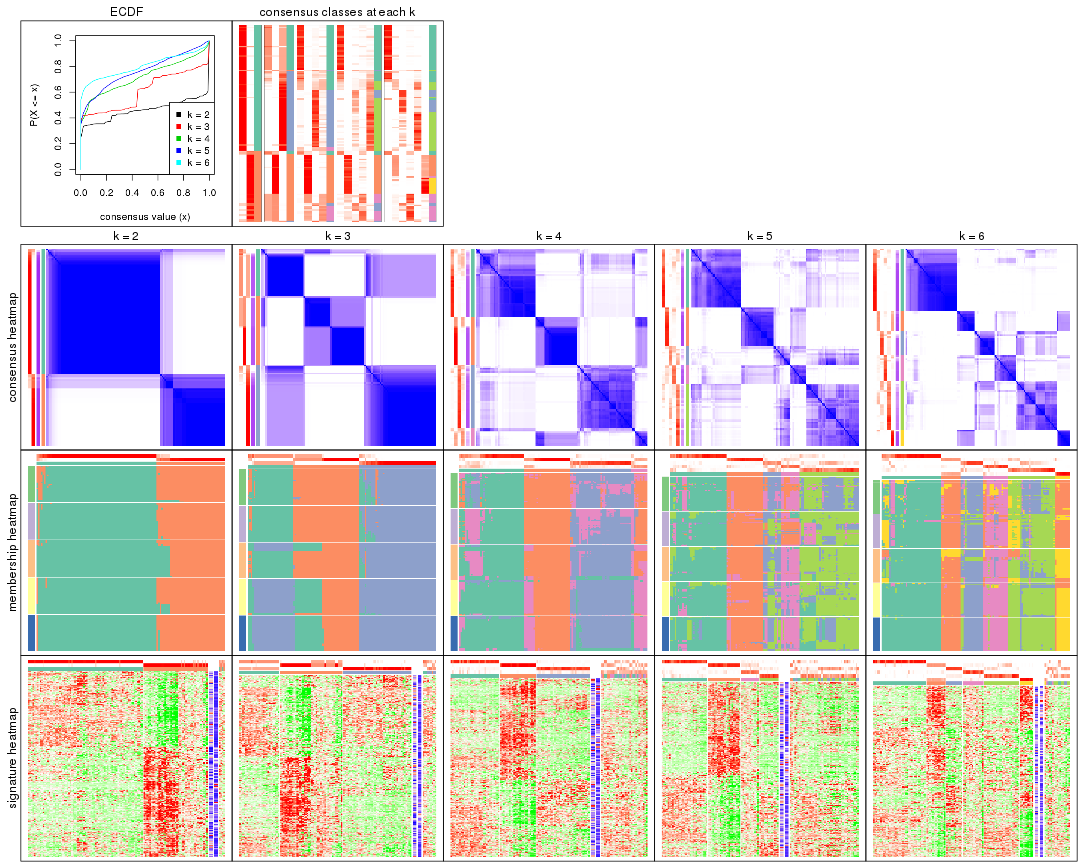 ECDF
consensus classes at each k
P(X <= x)
0.0 0.2 0.4 0.6 0.8 1.0
k = 2
k = 3
k = 4
k = 5
k = 6
0.0 0.2 0.4 0.6 0.8 1.0
consensus value (x)
k = 2
k = 3
k = 4
k = 5
k = 6
consensus heatmap
membership heatmap
signature heatmap